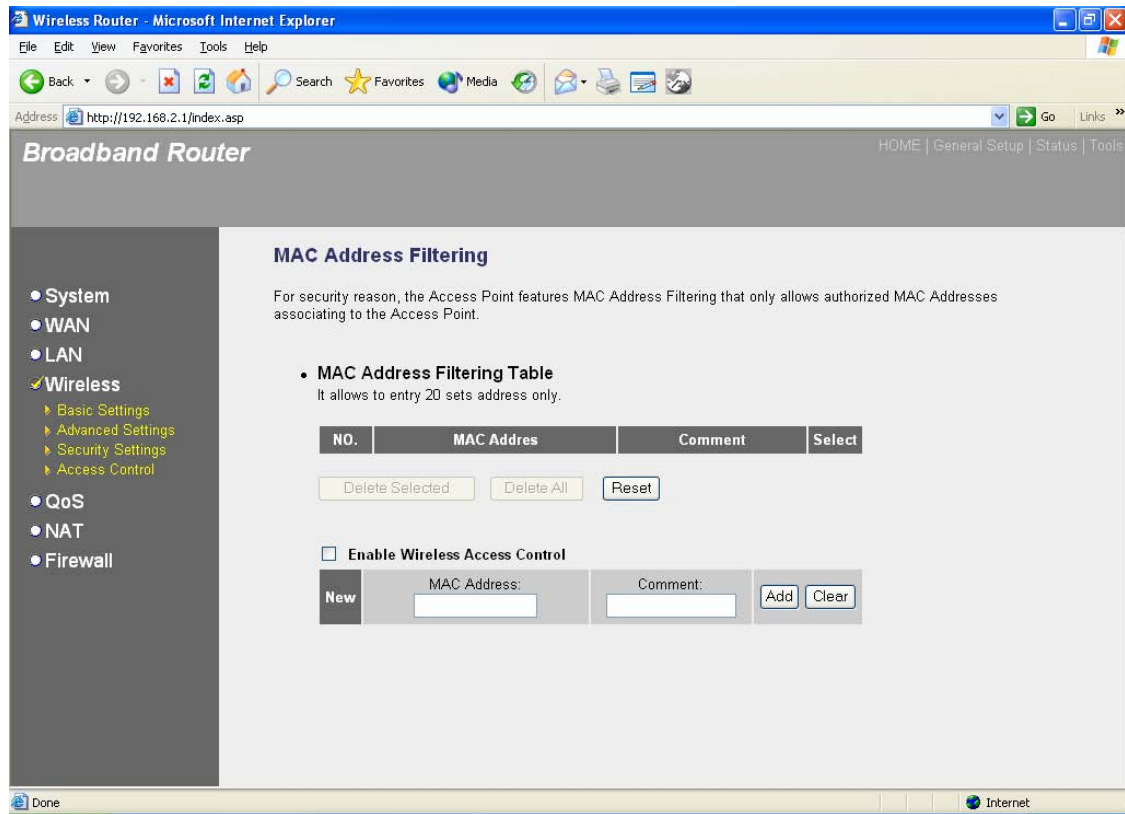 Wireless Router - Microsoft Internet Explorer
File Edit View Favorites Tools Help
Back Search Favorites Media
Address http://192.168.2.1/index.asp Go Links »
Broadband Router
HOME | General Setup | Status | Tools
System
WAN
LAN
Wireless
Basic Settings
Advanced Settings
Security Settings
Access Control
QoS
NAT
Firewall
MAC Address Filtering
For security reason, the Access Point features MAC Address Filtering that only allows authorized MAC Addresses
associating to the Access Point.
MAC Address Filtering Table
It allows to entry 20 sets address only.
NO. MAC Addres Comment Select
Delete Selected Delete All Reset
Enable Wireless Access Control
New MAC Address: Comment: Add Clear
Done Internet